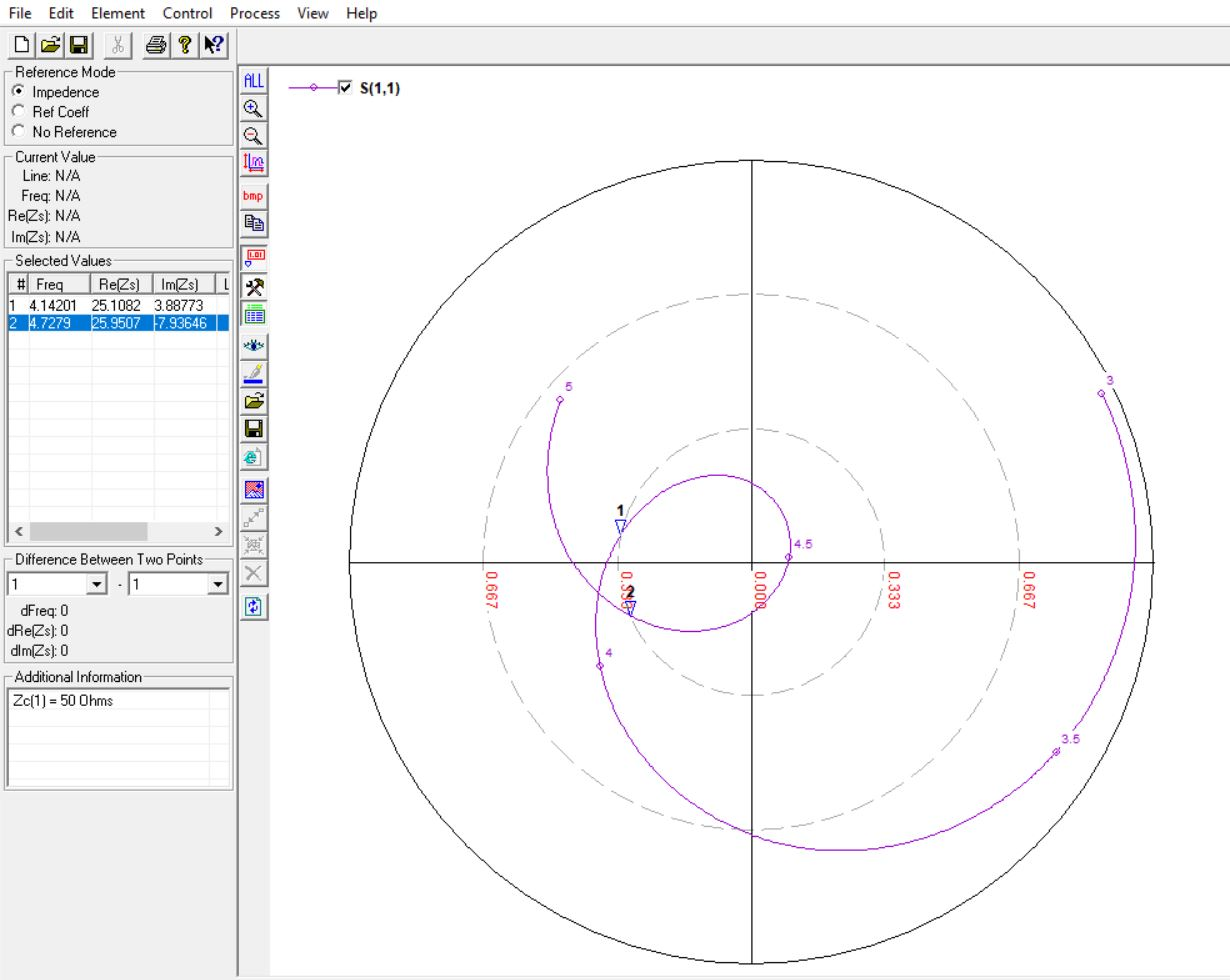 File Edit Element Control Process View Help
Reference Mode
Impedence
Ref Coeff
No Reference
Current Value
Line: N/A
Freq: N/A
Re(Zs): N/A
Im(Zs): N/A
Selected Values
# Freq Re(Zs) Im(Zs) L
1 4.14201 25.1082 3.88773
2 4.7279 25.9507 -7.93646
Difference Between Two Points
1 - 1
dFreq: 0
dRe(Zs): 0
dIm(Zs): 0
Additional Information
Zc(1) = 50 Ohms
ALL
bmp
1.01
S(1,1)
3
5
1
4.5
0.667
0.000
0.333
0.667
2
4
3.5